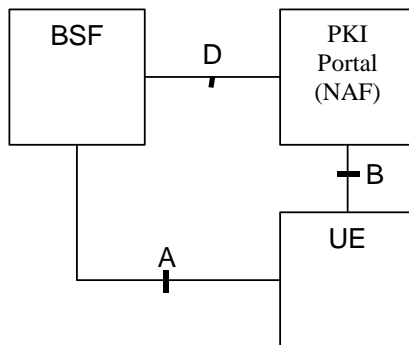 BSF
PKI
Portal
(NAF)
D
B
UE
A